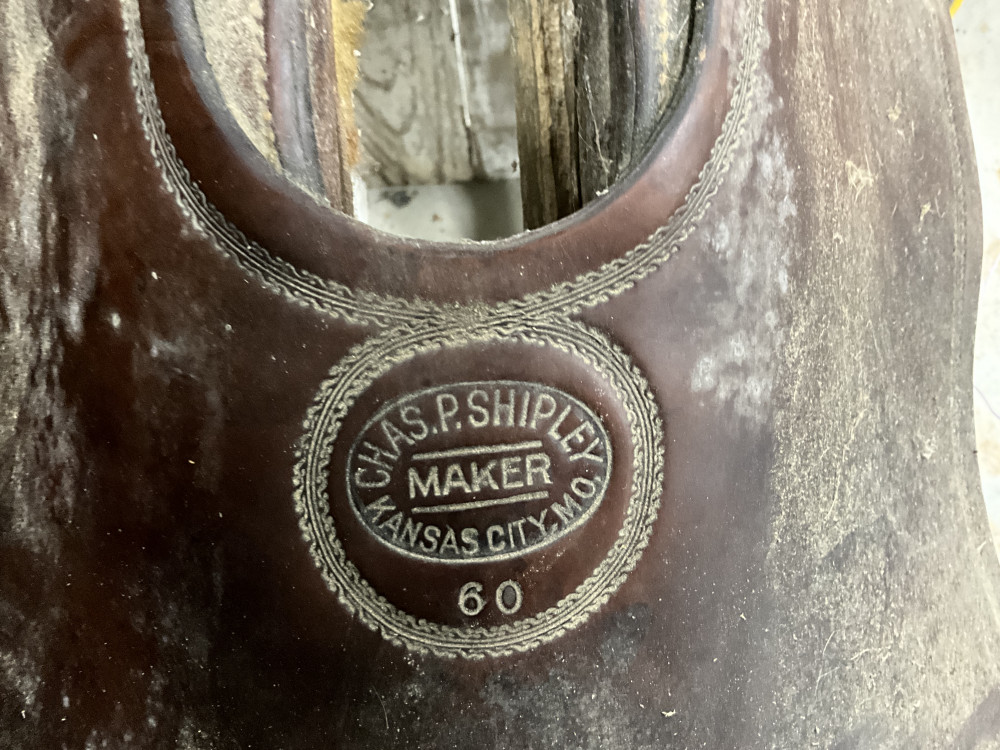 CHAS. P. SHIPLEY
MAKER
KANSAS CITY, MO.
60